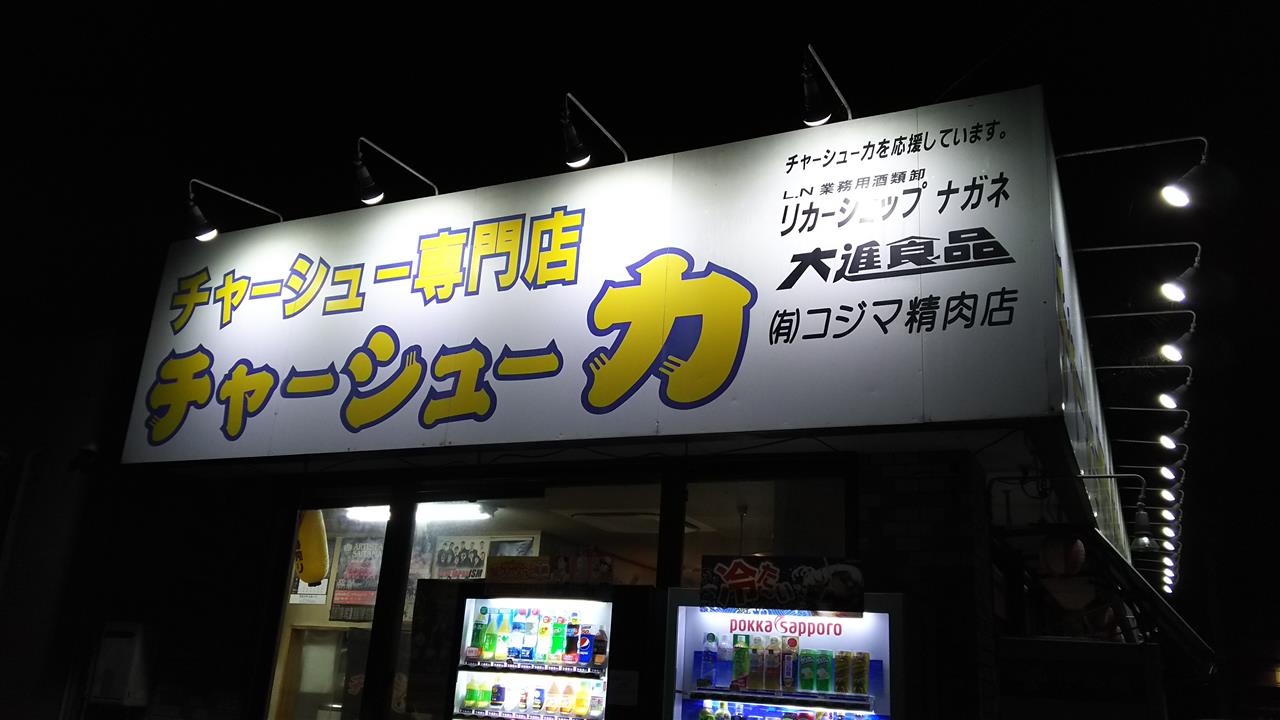 チャーシュー専門店
チャーシュー力
チャーシュー力を応援しています。
L.N 業務用酒類卸
リカーショップ ナガネ
大進食品
(有)コジマ精肉店
冷た
pokka sapporo